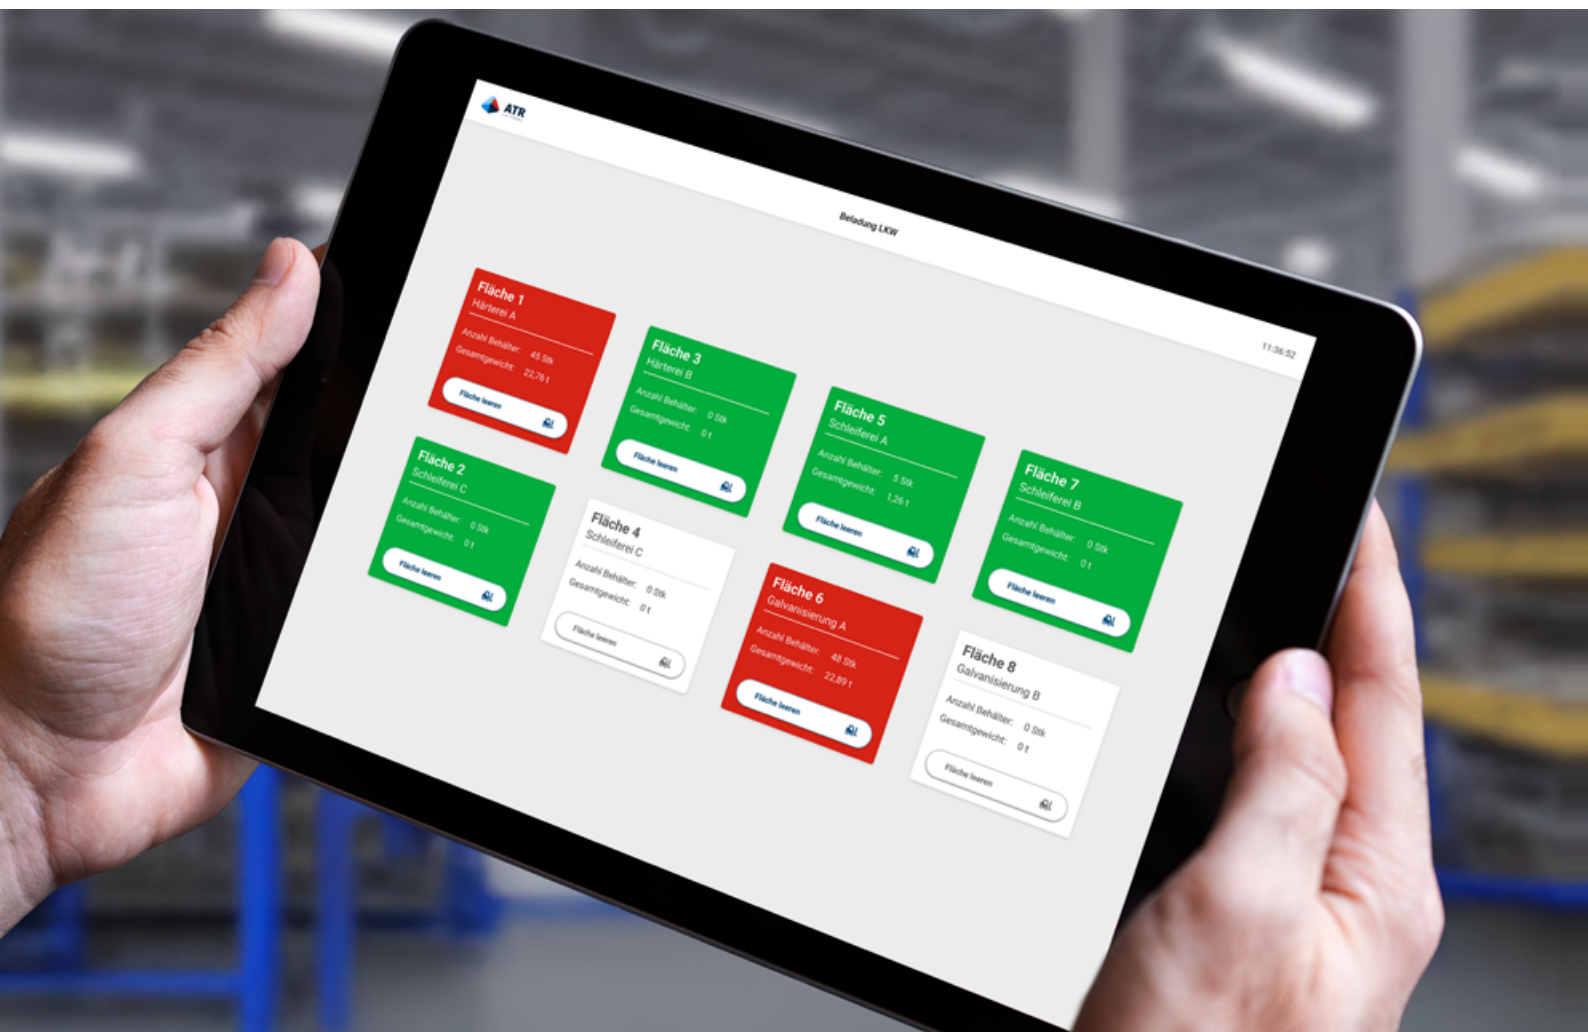 ATR
Beladung LKW
11:36:52
Fläche 1
Härterei A
Anzahl Behälter: 45 Stk
Gesamtgewicht: 22,76 t
Fläche leeren
Fläche 3
Härterei B
Anzahl Behälter: 0 Stk
Gesamtgewicht: 0 t
Fläche leeren
Fläche 5
Schleiferei A
Anzahl Behälter: 5 Stk
Gesamtgewicht: 1,26 t
Fläche leeren
Fläche 7
Schleiferei B
Anzahl Behälter: 0 Stk
Gesamtgewicht: 0 t
Fläche leeren
Fläche 2
Schleiferei C
Anzahl Behälter: 0 Stk
Gesamtgewicht: 0 t
Fläche leeren
Fläche 4
Schleiferei C
Anzahl Behälter: 0 Stk
Gesamtgewicht: 0 t
Fläche leeren
Fläche 6
Galvanisierung A
Anzahl Behälter: 48 Stk
Gesamtgewicht: 22,89 t
Fläche leeren
Fläche 8
Galvanisierung B
Anzahl Behälter: 0 Stk
Gesamtgewicht: 0 t
Fläche leeren